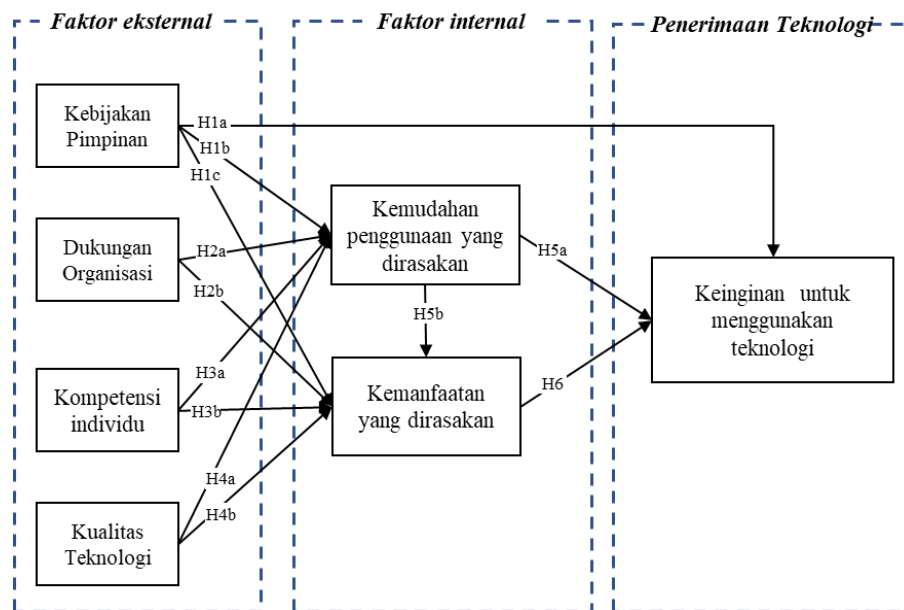 Faktor eksternal
Faktor internal
Penerimaan Teknologi
Kebijakan
Pimpinan
H1a
H1b
H1c
Dukungan
Organisasi
H2a
H2b
Kompetensi
individu
H3a
H3b
Kualitas
Teknologi
H4a
H4b
Kemudahan
penggunaan yang
dirasakan
H5a
H5b
Kemanfaatan
yang dirasakan
H6
Keinginan untuk
menggunakan
teknologi